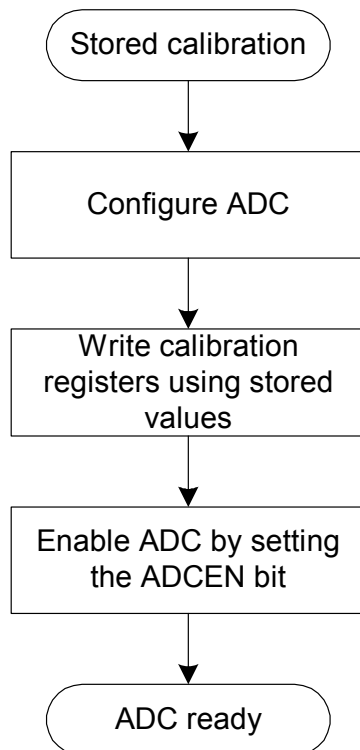 Stored calibration
Configure ADC
Write calibration
registers using stored
values
Enable ADC by setting
the ADCEN bit
ADC ready